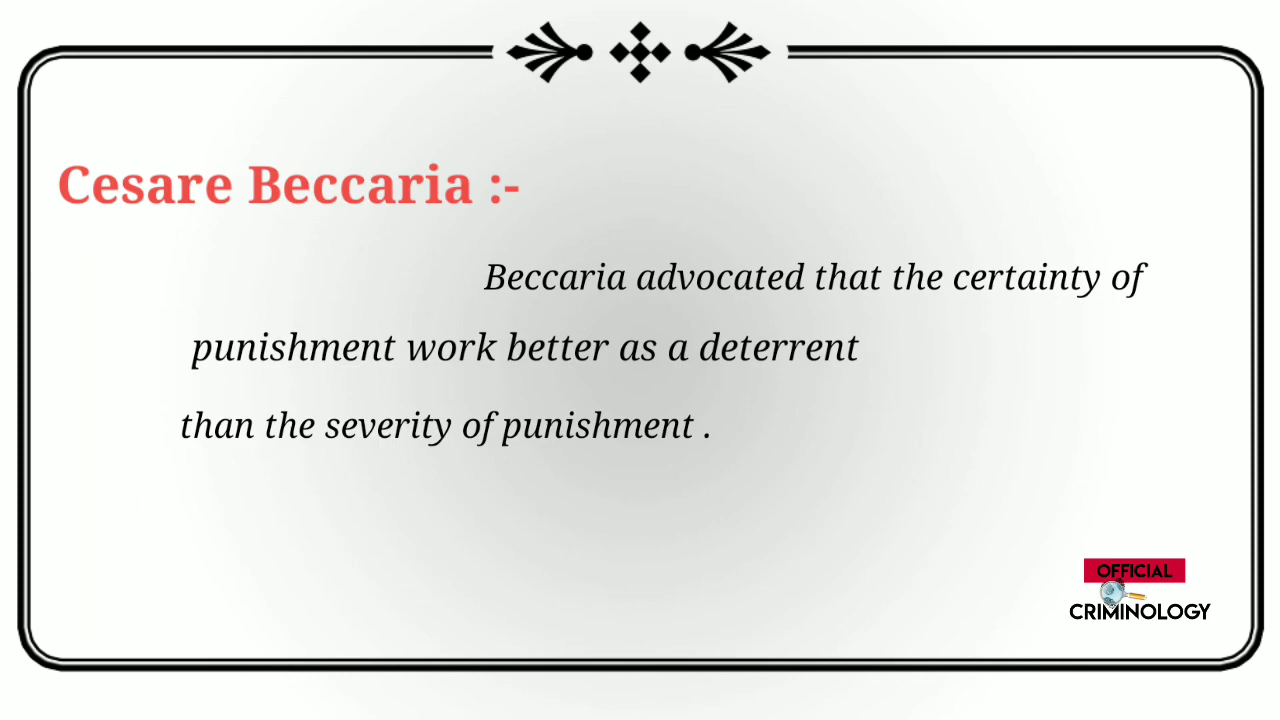 Cesare Beccaria :-
Beccaria advocated that the certainty of
punishment work better as a deterrent
than the severity of punishment .
OFFICIAL
CRIMINOLOGY